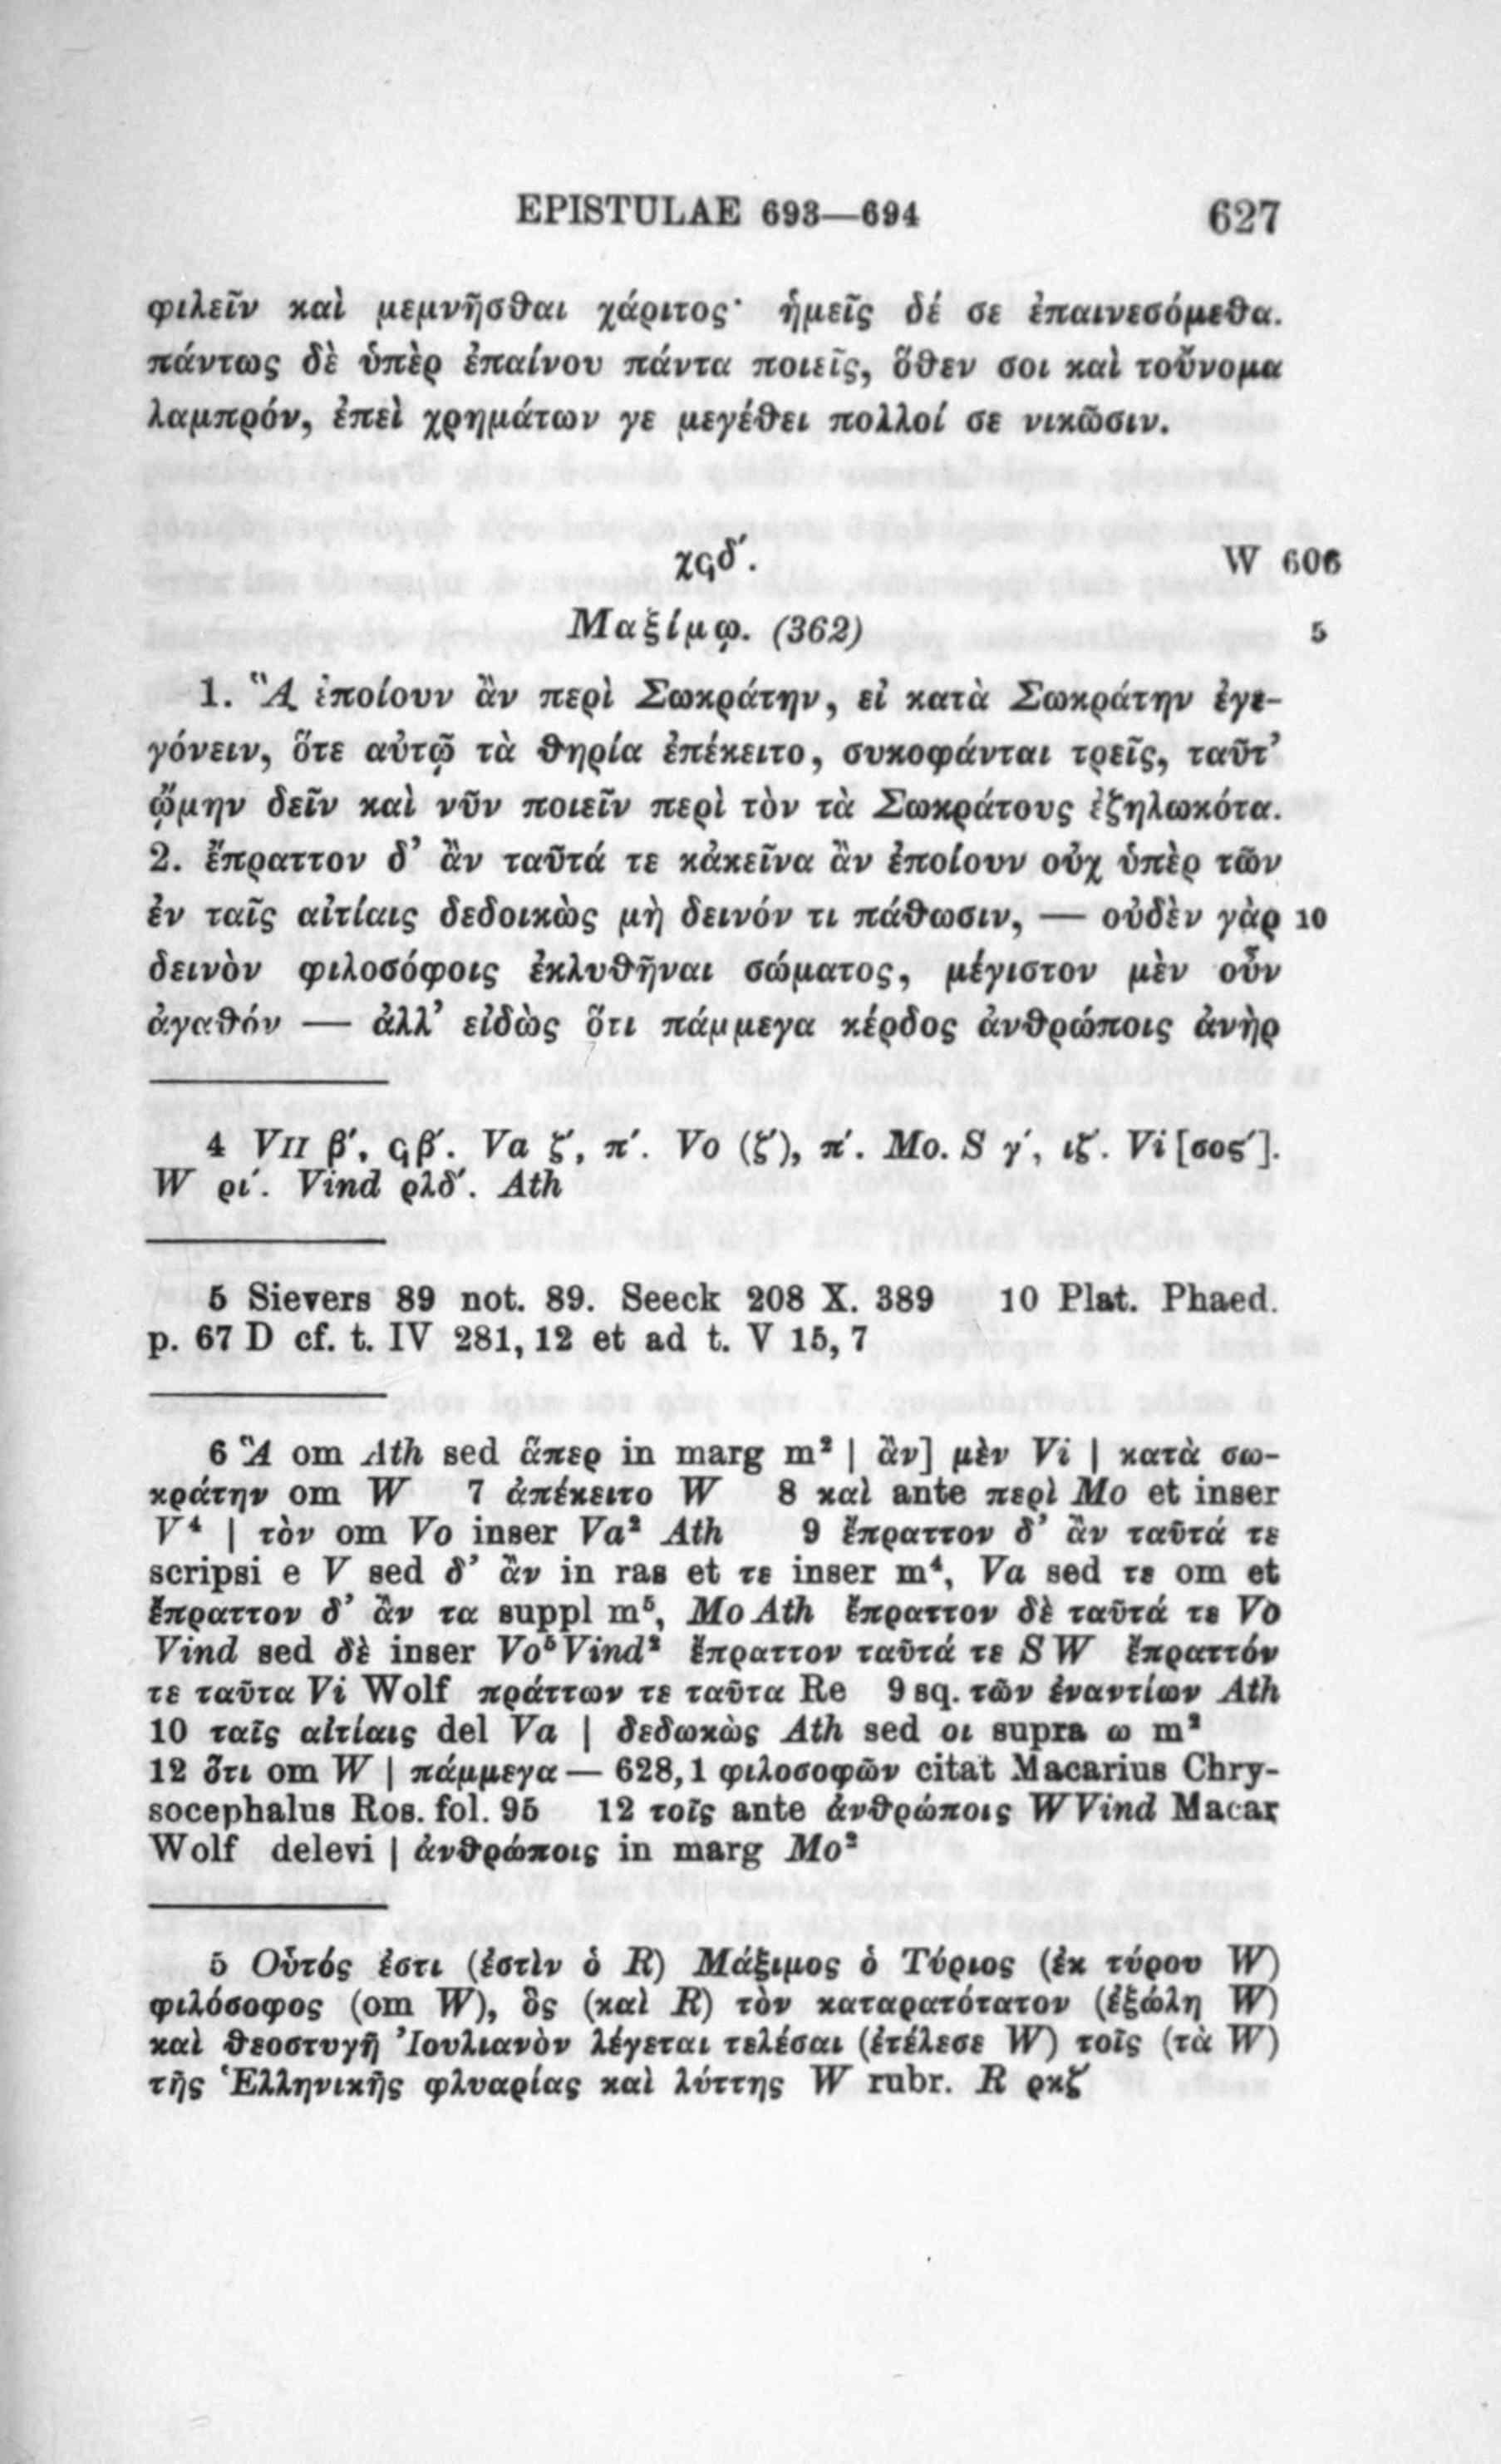 EPISTULAE 693—694 627
φιλεῖν καὶ μεμνῆσθαι χάριτος· ἡμεῖς δέ σε ἐπαινεσόμεθα.
πάντως δὲ ὑπὲρ ἐπαίνου πάντα ποιεῖς, ὅθεν σοι καὶ τοὔνομα
λαμπρόν, ἐπεὶ χρημάτων γε μεγέθει πολλοί σε νικῶσιν.
χϟδ´. W 606
Μαξίμῳ. (362) 5
1. Ἃ ἐποίουν ἂν περὶ Σωκράτην, εἰ κατὰ Σωκράτην ἐγε-
γόνειν, ὅτε αὐτῷ τὰ θηρία ἐπέκειτο, συκοφάνται τρεῖς, ταῦτ’
ᾤμην δεῖν καὶ νῦν ποιεῖν περὶ τὸν τὰ Σωκράτους ἐζηλωκότα.
2. ἔπραττον δ’ ἂν ταῦτά τε κἀκεῖνα ἂν ἐποίουν οὐχ ὑπὲρ τῶν
ἐν ταῖς αἰτίαις δεδοικὼς μὴ δεινόν τι πάθωσιν, — οὐδὲν γὰρ 10
δεινὸν φιλοσόφοις ἐκλυθῆναι σώματος, μέγιστον μὲν οὖν
ἀγαθόν — ἀλλ’ εἰδὼς ὅτι πάμμεγα κέρδος ἀνθρώποις ἀνὴρ
4 VII β´, ϟβ´. Va ζ´, π´. Vo (ζ´), π´. Mo. S γ´, ιζ´. Vi [σος´].
W ρι´. Vind ρλδ´. Ath
5 Sievers 89 not. 89. Seeck 208 X. 389 10 Plat. Phaed.
p. 67 D cf. t. IV 281, 12 et ad t. V 15, 7
6 Ἃ om Ath sed ἅπερ in marg m² | ἂν] μὲν Vi | κατὰ σω-
κράτην om W 7 ἀπέκειτο W 8 καὶ ante περὶ Mo et inser
V⁴ | τὸν om Vo inser Va² Ath 9 ἔπραττον δ’ ἂν ταῦτά τε
scripsi e V sed δ’ ἂν in ras et τε inser m⁴, Va sed τε om et
ἔπραττον δ’ ἂν τα suppl m⁵, Mo Ath ἔπραττον δὲ ταῦτά τε Vo
Vind sed δὲ inser Vo⁵ Vind² ἔπραττον ταῦτά τε S W ἔπραττόν
τε ταῦτα Vi Wolf πράττων τε ταῦτα Re 9 sq. τῶν ἐναντίων Ath
10 ταῖς αἰτίαις del Va | δεδωκὼς Ath sed οι supra ω m²
12 ὅτι om W | πάμμεγα — 628, 1 φιλοσοφῶν citat Macarius Chry-
socephalus Ros. fol. 95 12 τοῖς ante ἀνθρώποις W Vind Macar
Wolf delevi | ἀνθρώποις in marg Mo²
5 Οὗτός ἐστι (ἐστὶν ὁ R) Μάξιμος ὁ Τύριος (ἐκ τύρου W)
φιλόσοφος (om W), ὃς (καὶ R) τὸν καταρατότατον (ἐξώλη W)
καὶ θεοστυγῆ Ἰουλιανὸν λέγεται τελέσαι (ἐτέλεσε W) τοῖς (τὰ W)
τῆς Ἑλληνικῆς φλυαρίας καὶ λύττης W rubr. R ρκζ´